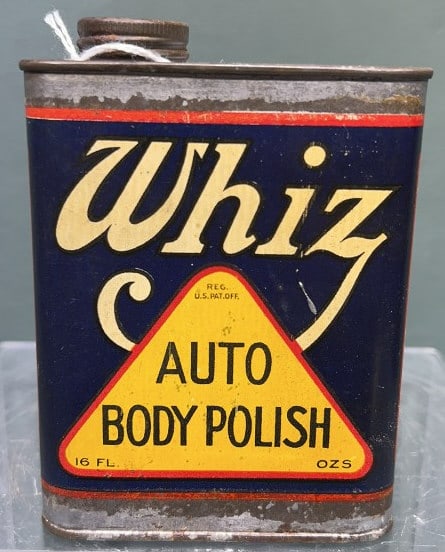 Whiz
REG.
U.S.PAT.OFF.
AUTO
BODY POLISH
16 FL. OZS